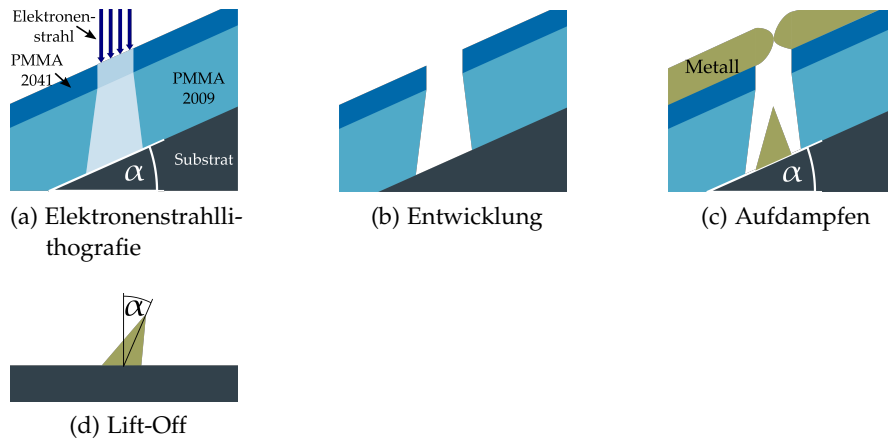 Elektronen-
strahl
PMMA
2041
PMMA
2009
Substrat
α
(a) Elektronenstrahlli-
thografie
(b) Entwicklung
Metall
α
(c) Aufdampfen
α
(d) Lift-Off